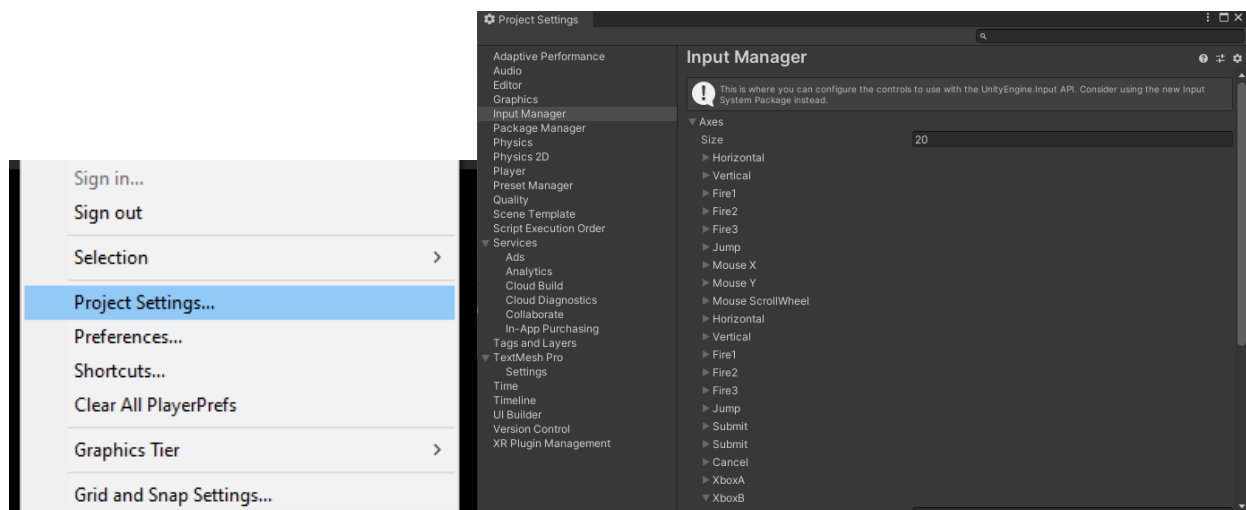 Sign in...
Sign out
Selection
Project Settings...
Preferences...
Shortcuts...
Clear All PlayerPrefs
Graphics Tier
Grid and Snap Settings...
Project Settings
Adaptive Performance
Audio
Editor
Graphics
Input Manager
Package Manager
Physics
Physics 2D
Player
Preset Manager
Quality
Scene Template
Script Execution Order
Services
Ads
Analytics
Cloud Build
Cloud Diagnostics
Collaborate
In-App Purchasing
Tags and Layers
TextMesh Pro
Settings
Time
Timeline
UI Builder
Version Control
XR Plugin Management
Input Manager
This is where you can configure the controls to use with the UnityEngine.Input API. Consider using the new Input
System Package instead.
Axes
Size 20
Horizontal
Vertical
Fire1
Fire2
Fire3
Jump
Mouse X
Mouse Y
Mouse ScrollWheel
Horizontal
Vertical
Fire1
Fire2
Fire3
Jump
Submit
Submit
Cancel
XboxA
XboxB